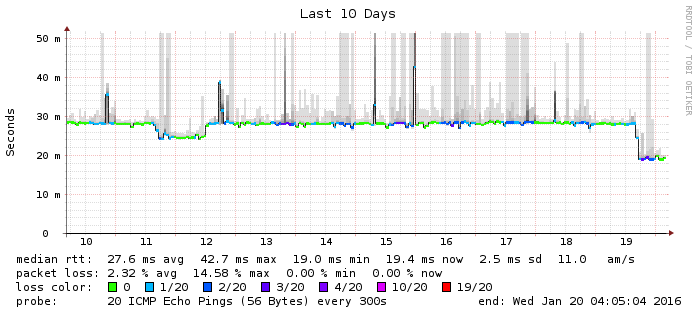 Last 10 Days
RRDTOOL / TOBI OETIKER
Seconds
50 m
40 m
30 m
20 m
10 m
0
10 11 12 13 14 15 16 17 18 19
median rtt: 27.6 ms avg 42.7 ms max 19.0 ms min 19.4 ms now 2.5 ms sd 11.0 am/s
packet loss: 2.32 % avg 14.58 % max 0.00 % min 0.00 % now
loss color: 0 1/20 2/20 3/20 4/20 10/20 19/20
probe: 20 ICMP Echo Pings (56 Bytes) every 300s end: Wed Jan 20 04:05:04 2016